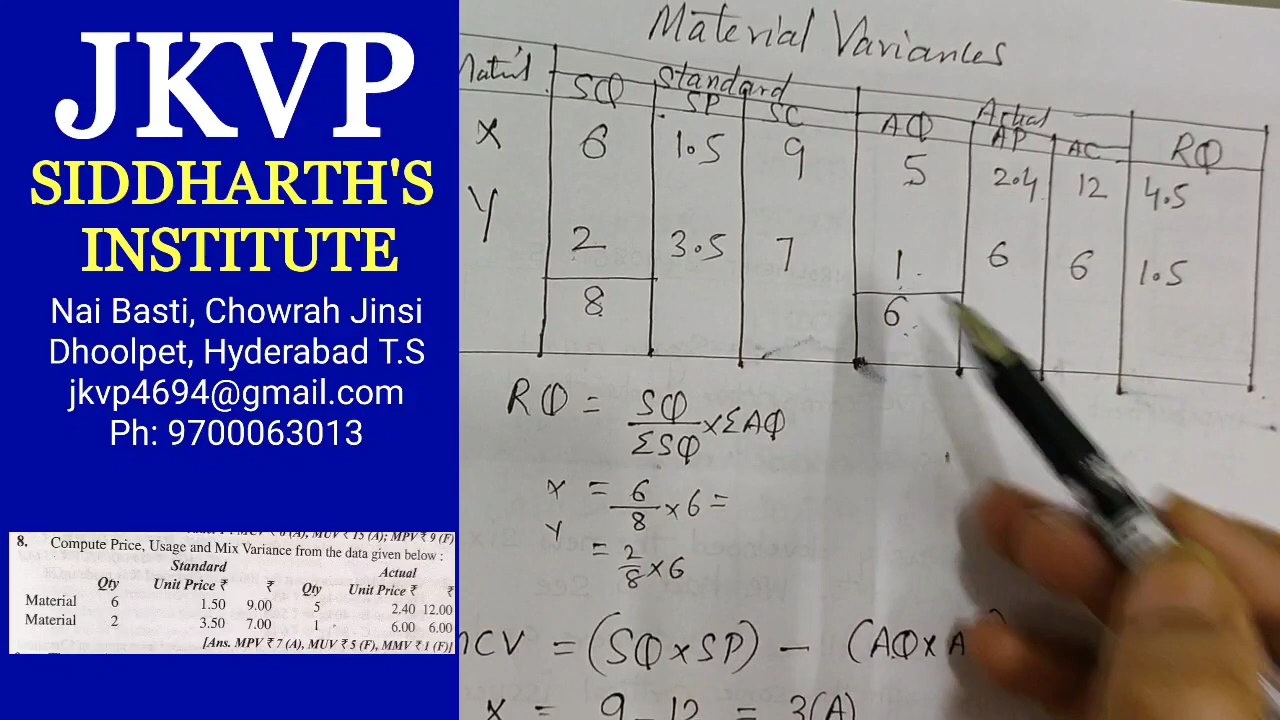 JKVP
SIDDHARTH'S
INSTITUTE
Nai Basti, Chowrah Jinsi
Dhoolpet, Hyderabad T.S
jkvp4694@gmail.com
Ph: 9700063013
8. Compute Price, Usage and Mix Variance from the data given below :
Standard Actual
Qty Unit Price ₹ ₹ Qty Unit Price ₹ ₹
Material 6 1.50 9.00 5 2.40 12.00
Material 2 3.50 7.00 1 6.00 6.00
[Ans. MPV ₹ 7 (A), MUV ₹ 5 (F), MMV ₹ 1 (F)]
MUV ₹ 15 (A); MPV ₹ 9 (F)
Material Variances
Standard Actual
SQ SP SC AQ AP AC RQ
X 6 1.5 9 5 2.4 12 4.5
Y 2 3.5 7 1 6 6 1.5
8 6
RQ = SQ/ΣSQ × ΣAQ
X = 6/8 × 6 =
Y = 2/8 × 6
MCV = (SQ×SP) – (AQ×A
X = 9 – 12 = 3(A)